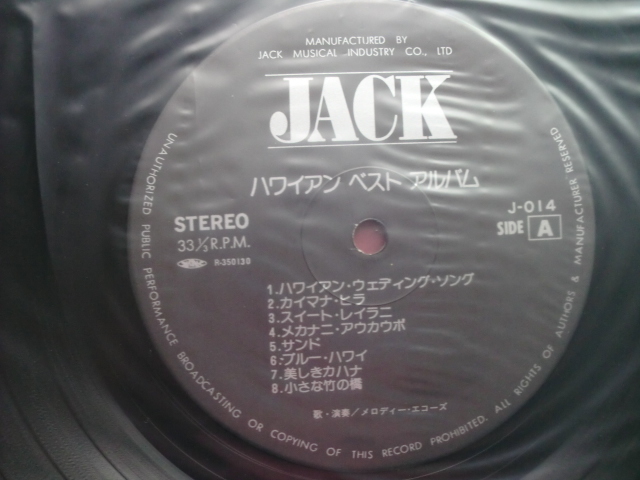 MANUFACTURED BY
JACK MUSICAL INDUSTRY CO., LTD
JACK
ハワイアン ベスト アルバム
STEREO
33⅓R.P.M.
R-350130
J-014
SIDE A
1.ハワイアン・ウェディング・ソング
2.カイマナ・ヒラ
3.スイート・レイラニ
4.メカナニ・アウカウポ
5.サンド
6.ブルー・ハワイ
7.美しきカハナ
8.小さな竹の橋
歌・演奏/メロディー・エコーズ
UNAUTHORIZED PUBLIC PERFORMANCE BROADCASTING OR COPYING OF THIS RECORD PROHIBITED. ALL RIGHTS OF AUTHORS & MANUFACTURER RESERVED